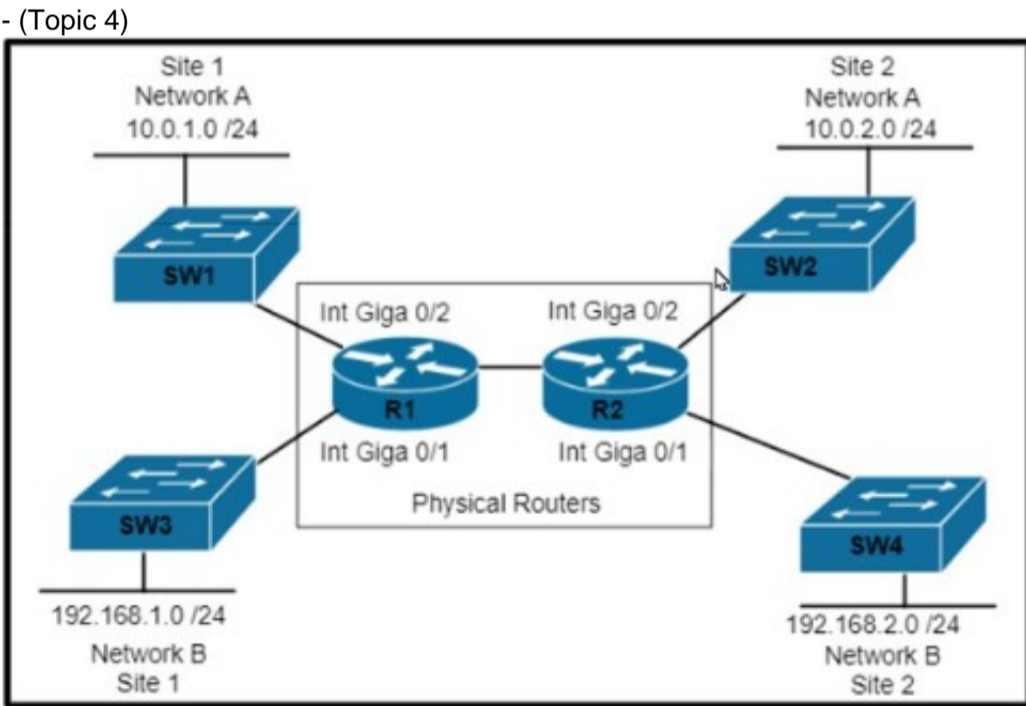 - (Topic 4)
Site 1
Network A
10.0.1.0 /24
Site 2
Network A
10.0.2.0 /24
SW1
SW2
Int Giga 0/2
Int Giga 0/2
R1
R2
Int Giga 0/1
Int Giga 0/1
Physical Routers
SW3
SW4
192.168.1.0 /24
Network B
Site 1
192.168.2.0 /24
Network B
Site 2